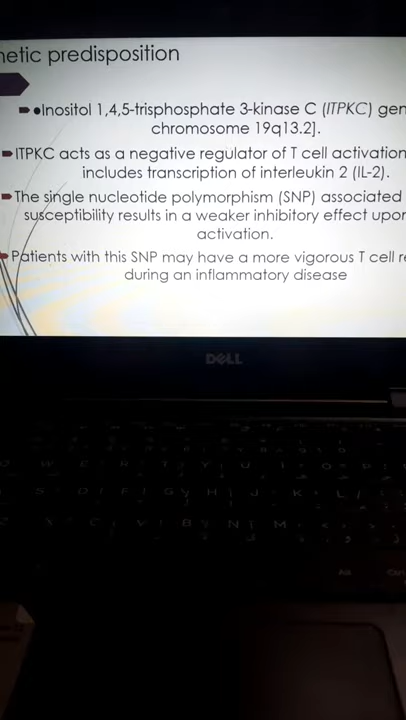 netic predisposition
●Inositol 1,4,5-trisphosphate 3-kinase C (ITPKC) gen
chromosome 19q13.2].
ITPKC acts as a negative regulator of T cell activation
includes transcription of interleukin 2 (IL-2).
The single nucleotide polymorphism (SNP) associated
susceptibility results in a weaker inhibitory effect upon
activation.
Patients with this SNP may have a more vigorous T cell re
during an inflammatory disease
DELL
W E R T Y U I O P
S D F G H J K L
Z X C V B N M
Alt